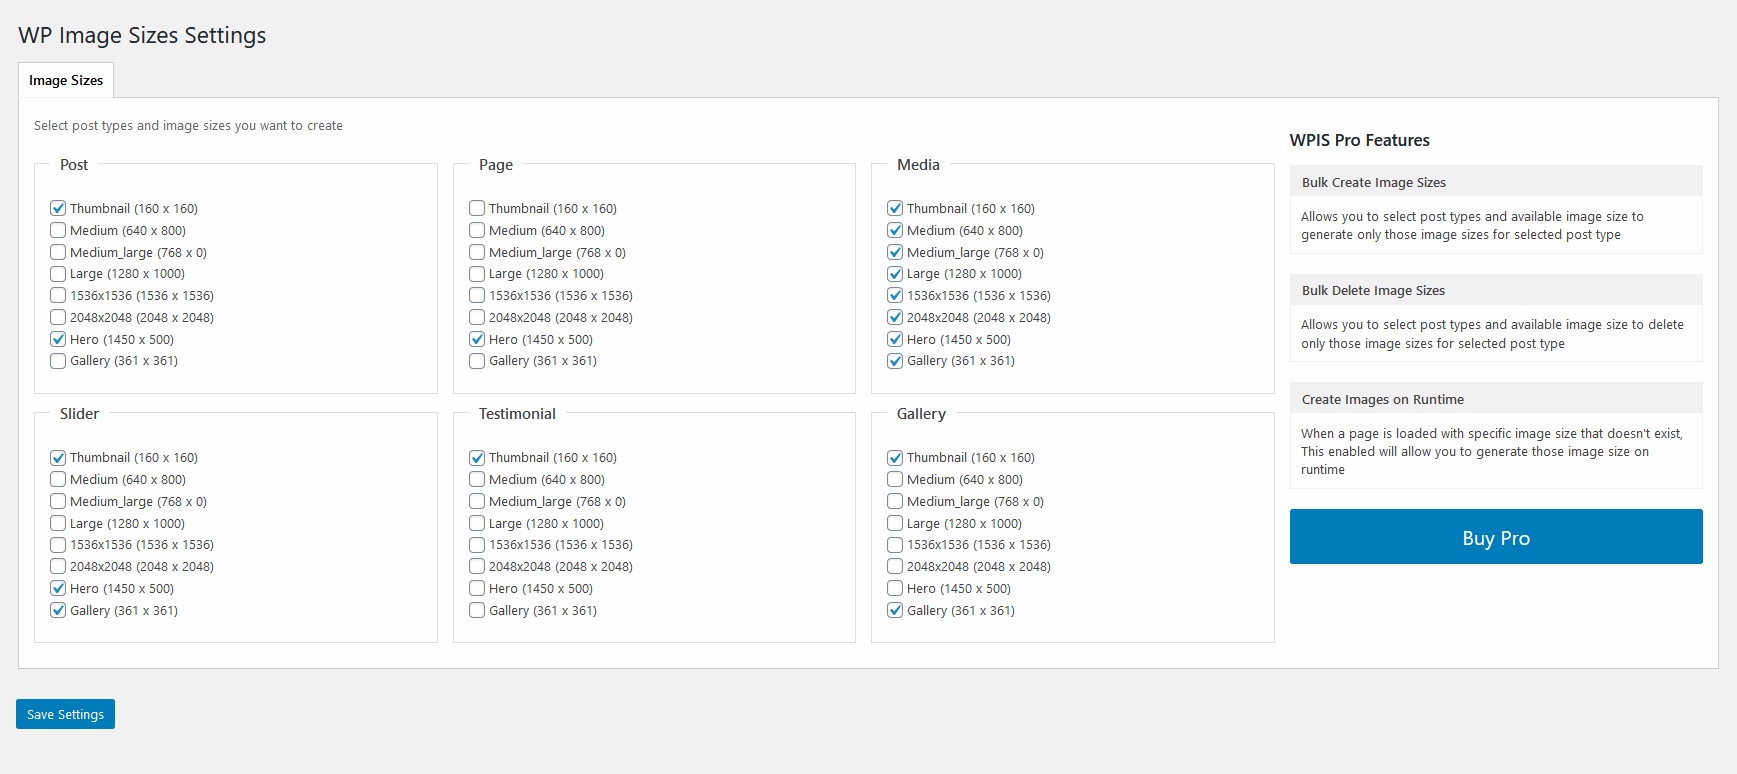 WP Image Sizes Settings
Image Sizes
Select post types and image sizes you want to create
Post
Thumbnail (160 x 160)
Medium (640 x 800)
Medium_large (768 x 0)
Large (1280 x 1000)
1536x1536 (1536 x 1536)
2048x2048 (2048 x 2048)
Hero (1450 x 500)
Gallery (361 x 361)
Page
Thumbnail (160 x 160)
Medium (640 x 800)
Medium_large (768 x 0)
Large (1280 x 1000)
1536x1536 (1536 x 1536)
2048x2048 (2048 x 2048)
Hero (1450 x 500)
Gallery (361 x 361)
Media
Thumbnail (160 x 160)
Medium (640 x 800)
Medium_large (768 x 0)
Large (1280 x 1000)
1536x1536 (1536 x 1536)
2048x2048 (2048 x 2048)
Hero (1450 x 500)
Gallery (361 x 361)
Slider
Thumbnail (160 x 160)
Medium (640 x 800)
Medium_large (768 x 0)
Large (1280 x 1000)
1536x1536 (1536 x 1536)
2048x2048 (2048 x 2048)
Hero (1450 x 500)
Gallery (361 x 361)
Testimonial
Thumbnail (160 x 160)
Medium (640 x 800)
Medium_large (768 x 0)
Large (1280 x 1000)
1536x1536 (1536 x 1536)
2048x2048 (2048 x 2048)
Hero (1450 x 500)
Gallery (361 x 361)
Gallery
Thumbnail (160 x 160)
Medium (640 x 800)
Medium_large (768 x 0)
Large (1280 x 1000)
1536x1536 (1536 x 1536)
2048x2048 (2048 x 2048)
Hero (1450 x 500)
Gallery (361 x 361)
WPIS Pro Features
Bulk Create Image Sizes
Allows you to select post types and available image size to
generate only those image sizes for selected post type
Bulk Delete Image Sizes
Allows you to select post types and available image size to delete
only those image sizes for selected post type
Create Images on Runtime
When a page is loaded with specific image size that doesn't exist,
This enabled will allow you to generate those image size on
runtime
Buy Pro
Save Settings